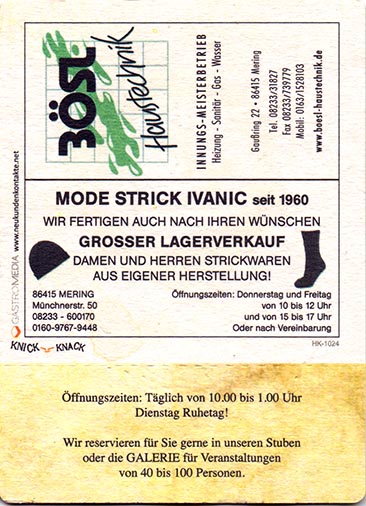 BÖSL
Haustechnik
INNUNGS-MEISTERBETRIEB
Heizung - Sanitär - Gas - Wasser
Gaußring 22 • 86415 Mering
Tel. 08233/31827
Fax 08233/739779
Mobil: 0163/1528103
www.boesl-haustechnik.de
MODE STRICK IVANIC seit 1960
WIR FERTIGEN AUCH NACH IHREN WÜNSCHEN
GROSSER LAGERVERKAUF
DAMEN UND HERREN STRICKWAREN
AUS EIGENER HERSTELLUNG!
86415 MERING
Münchnerstr. 50
08233 - 600170
0160-9767-9448
Öffnungszeiten: Donnerstag und Freitag
von 10 bis 12 Uhr
und von 15 bis 17 Uhr
Oder nach Vereinbarung
GASTROMEDIA www.neukundenkontakte.net
KNICK KNACK
HK-1024
Öffnungszeiten: Täglich von 10.00 bis 1.00 Uhr
Dienstag Ruhetag!
Wir reservieren für Sie gerne in unseren Stuben
oder die GALERIE für Veranstaltungen
von 40 bis 100 Personen.